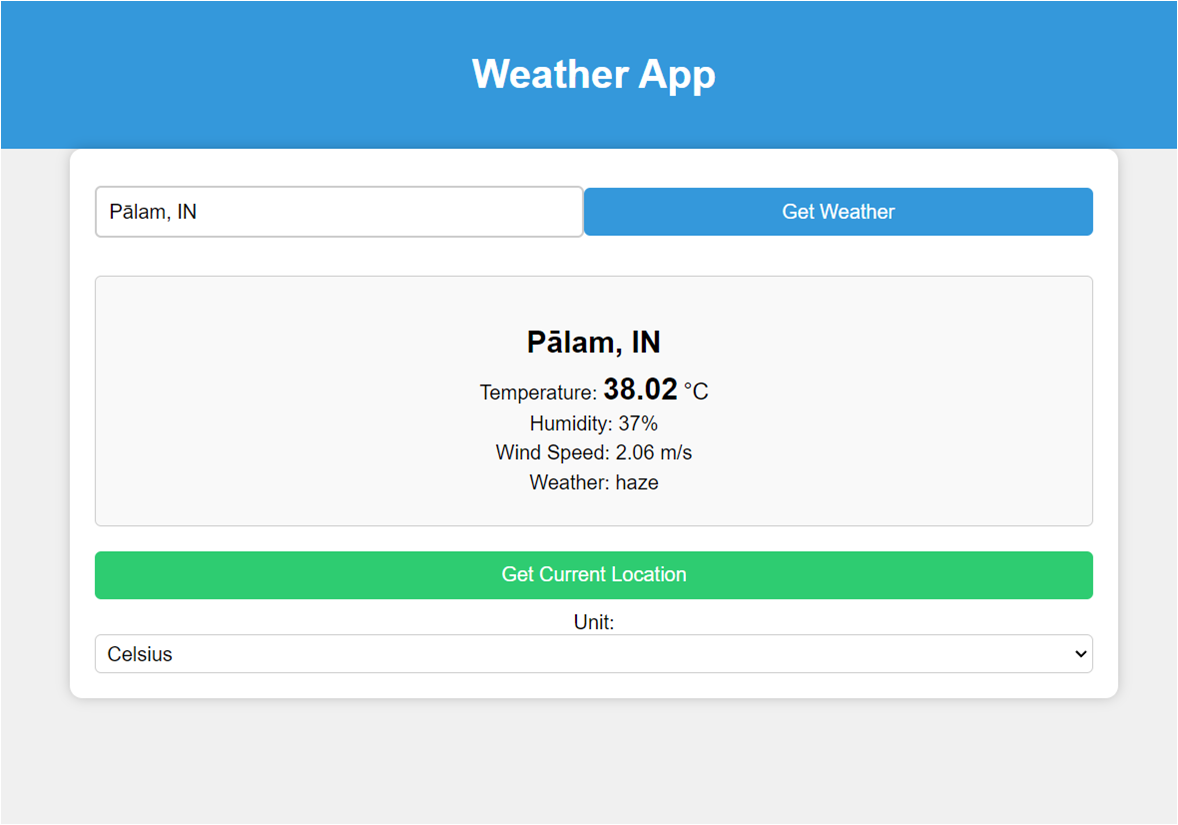 Weather App
Pālam, IN Get Weather
Pālam, IN
Temperature: 38.02 °C
Humidity: 37%
Wind Speed: 2.06 m/s
Weather: haze
Get Current Location
Unit:
Celsius